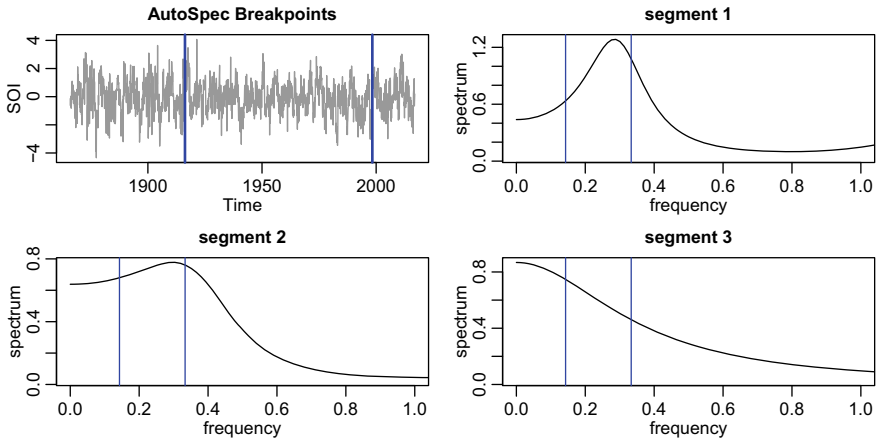 AutoSpec Breakpoints
SOI
4
2
0
−4
1900 1950 2000
Time
segment 1
spectrum
1.2
0.6
0.0
0.0 0.2 0.4 0.6 0.8 1.0
frequency
segment 2
spectrum
0.8
0.4
0.0
0.0 0.2 0.4 0.6 0.8 1.0
frequency
segment 3
spectrum
0.8
0.4
0.0
0.0 0.2 0.4 0.6 0.8 1.0
frequency